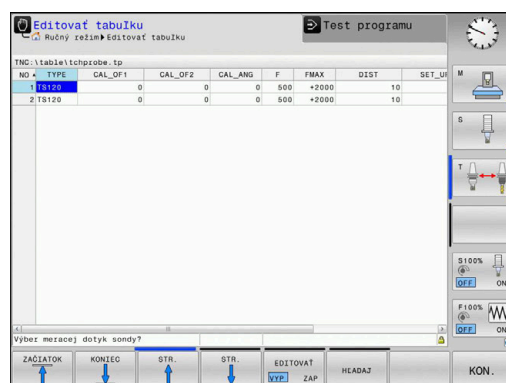 Editovať tabuľku
Test programu
Ručný režim Editovať tabuľku
TNC:\table\tchprobe.tp
NO TYPE CAL_OF1 CAL_OF2 CAL_ANG F FMAX DIST SET_U
1 TS120 0 0 0 500 +2000 10
2 TS120 0 0 0 500 +2000 10
M
S
T
S100%
OFF ON
F100%
OFF ON
Výber meracej dotyk sondy?
ZAČIATOK KONIEC STR. STR. EDITOVAŤ HĽADAJ KON.
VYP ZAP